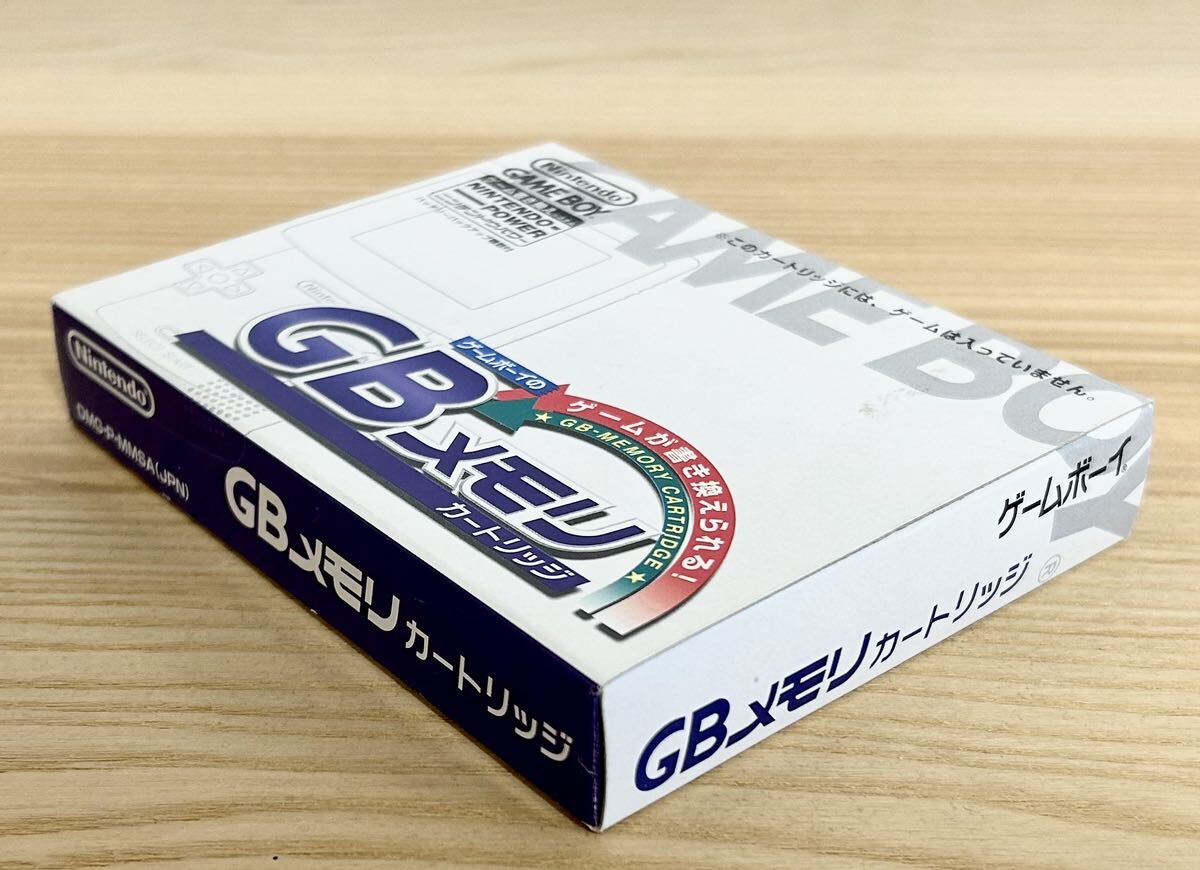 Nintendo
GAME BOY
NINTENDO
POWER
ニンテンドウパワー
GAME BOY
※このカートリッジには、ゲームは入っていません。
Nintendo
GBメモリ
カートリッジ
ゲームボーイの
ゲームが書き換えられる!
★ GB-MEMORY CARTRIDGE ★
SELECT START
Nintendo
DMG-P-MMSA(JPN)
GBメモリ カートリッジ
ゲームボーイ®
GBメモリ カートリッジ ®